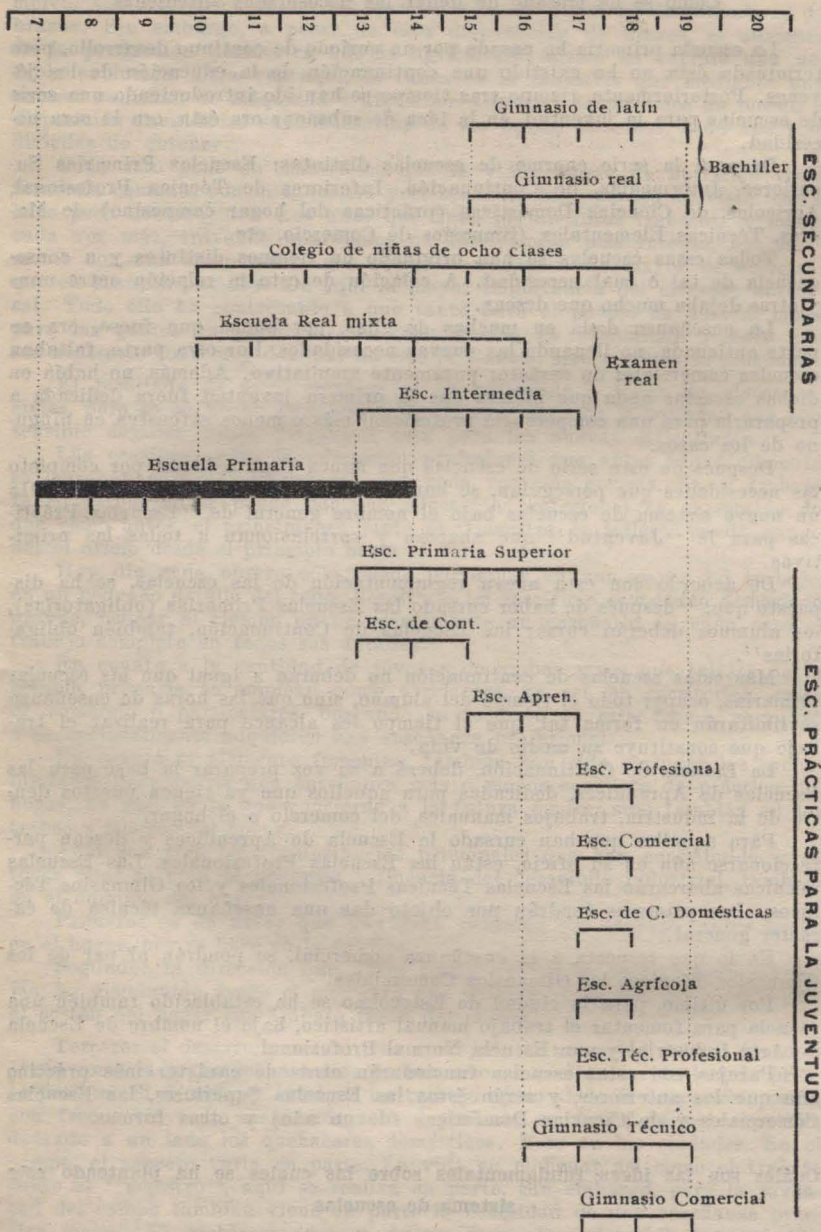 7 8 9 10 11 12 13 14 15 16 17 18 19 20
Gimnasio de latín
Bachiller
Gimnasio real
Colegio de niñas de ocho clases
Escuela Real mixta
Examen
real
Esc. Intermedia
ESC. SECUNDARIAS
Escuela Primaria
Esc. Primaria Superior
Esc. de Cont.
Esc. Apren.
Esc. Profesional
Esc. Comercial
Esc. de C. Domésticas
Esc. Agrícola
Esc. Téc. Profesional
Gimnasio Técnico
Gimnasio Comercial
ESC. PRÁCTICAS PARA LA JUVENTUD